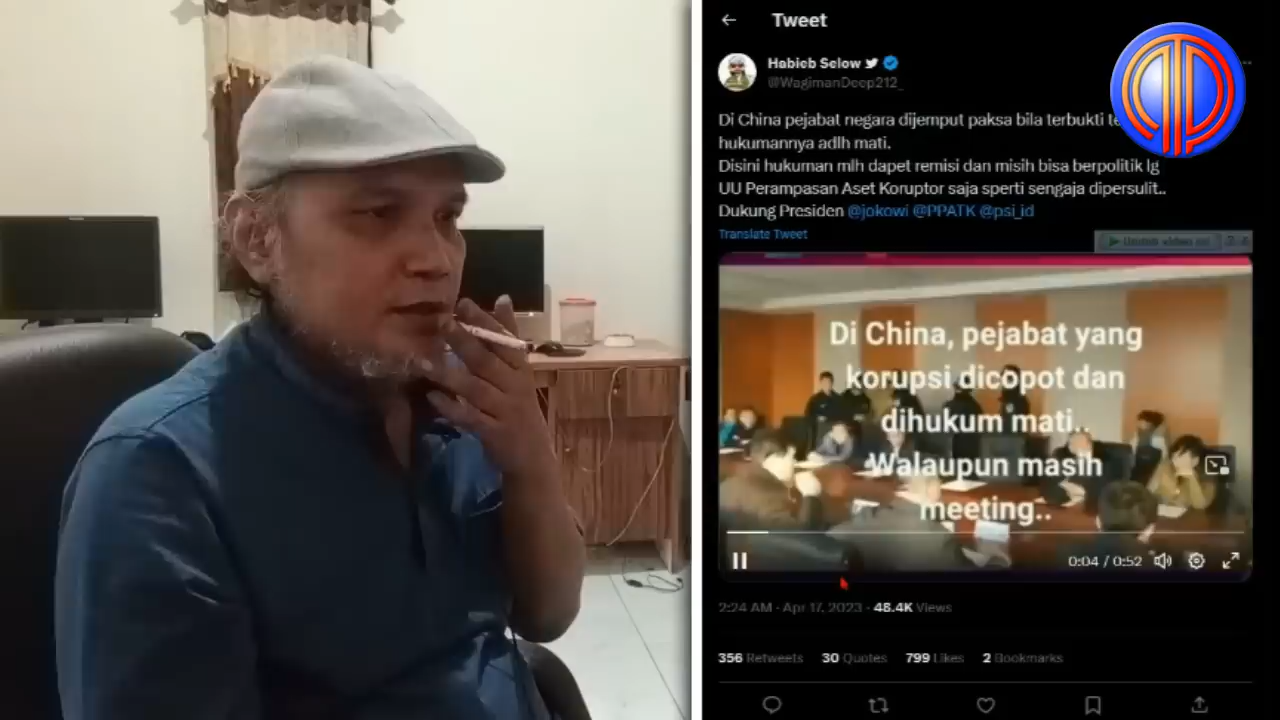 Tweet
Habieb Selow
@WagimanDeep212_
Di China pejabat negara dijemput paksa bila terbukti
hukumannya adlh mati.
Disini hukuman mlh dapet remisi dan misih bisa berpolitik lg
UU Perampasan Aset Koruptor saja sperti sengaja dipersulit..
Dukung Presiden @jokowi @PPATK @psi_id
Translate Tweet
Di China, pejabat yang
korupsi dicopot dan
dihukum mati..
Walaupun masih
meeting..
0:04 / 0:52
2:24 AM · Apr 17, 2023 · 48.4K Views
356 Retweets 30 Quotes 799 Likes 2 Bookmarks